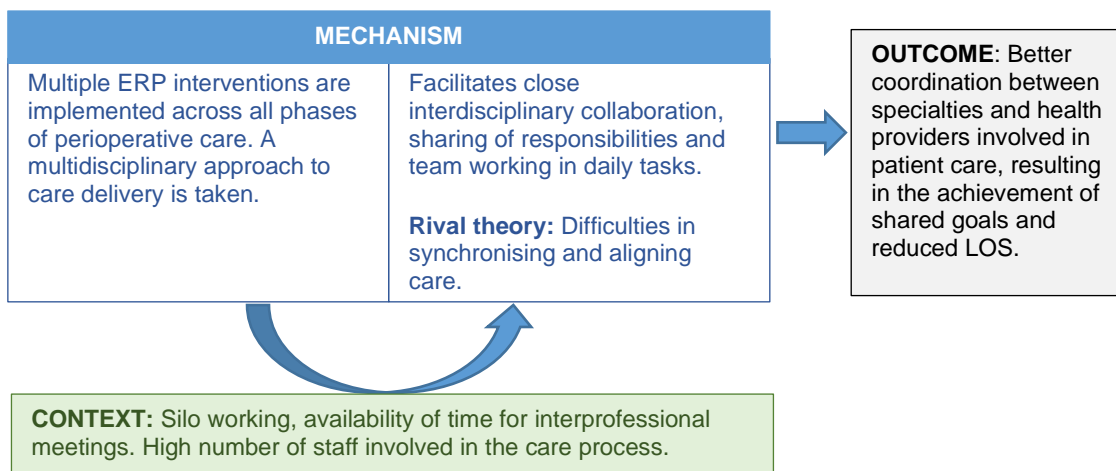 MECHANISM
Multiple ERP interventions are
implemented across all phases
of perioperative care. A
multidisciplinary approach to
care delivery is taken.
Facilitates close
interdisciplinary collaboration,
sharing of responsibilities and
team working in daily tasks.
Rival theory: Difficulties in
synchronising and aligning
care.
OUTCOME: Better
coordination between
specialties and health
providers involved in
patient care, resulting
in the achievement of
shared goals and
reduced LOS.
CONTEXT: Silo working, availability of time for interprofessional
meetings. High number of staff involved in the care process.